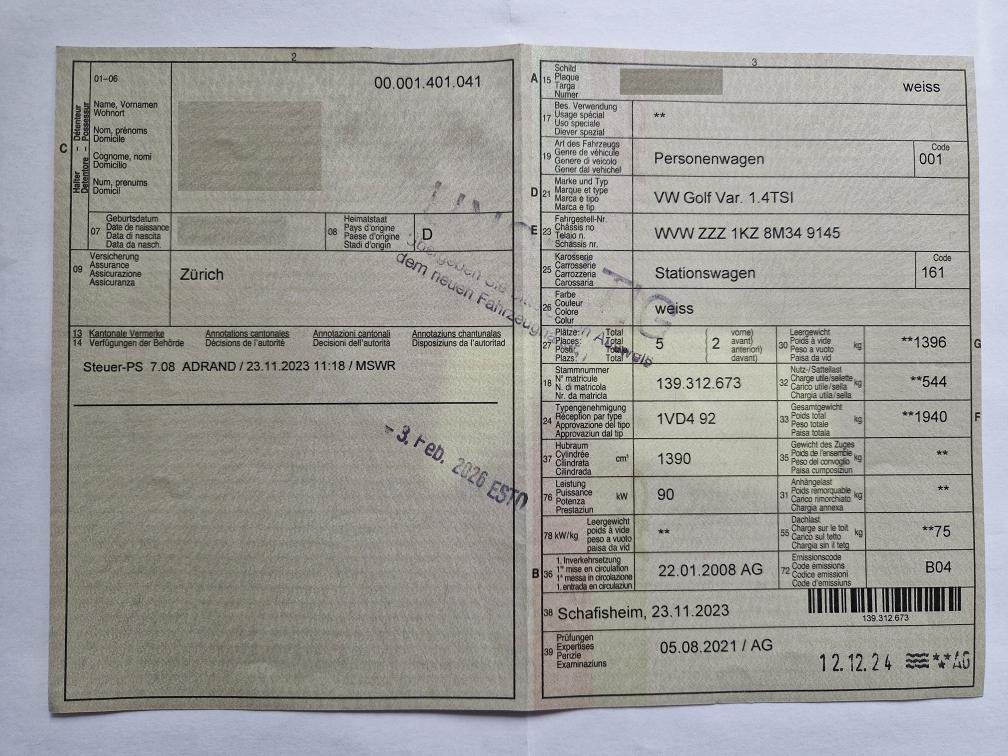 2
01–06
00.001.401.041
C
Halter – Détenteur
Detentore – Possessur
Name, Vornamen
Wohnort
Nom, prénoms
Domicile
Cognome, nomi
Domicilio
Num, prenums
Domicil
07
Geburtsdatum
Date de naissance
Data di nascita
Data da nasch.
08
Heimatstaat
Pays d'origine
Paese d'origine
Stadi d'origin
D
09
Versicherung
Assurance
Assicurazione
Assicuranza
Zürich
13 Kantonale Vermerke Annotations cantonales Annotazioni cantonali Annotaziuns chantunalas
14 Verfügungen der Behörde Décisions de l'autorité Decisioni dell'autorità Disposiziuns de l'autoritad
Steuer-PS 7.08 ADRAND / 23.11.2023 11:18 / MSWR
Übergeben Sie Ausweis
dem neuen
- 3. Feb. 2026 ESTO
3
A 15
Schild
Plaque
Targa
Numer
weiss
17
Bes. Verwendung
Usage spécial
Uso speciale
Diever spezial
**
19
Art des Fahrzeugs
Genre de véhicule
Genere di veicolo
Gener dal vehichel
Personenwagen
Code
001
D 21
Marke und Typ
Marque et type
Marca e tipo
Marca e tip
VW Golf Var. 1.4TSI
E 23
Fahrgestell-Nr.
Châssis no
Telaio n.
Schassis nr.
WVW ZZZ 1KZ 8M34 9145
25
Karosserie
Carrosserie
Carrozzeria
Carossaria
Stationswagen
Code
161
26
Farbe
Couleur
Colore
Colur
weiss
27
Plätze: Total
Places: Total
Posti: Total
Plazs: Total
5
( vorne)
2 avant)
anteriori)
davant)
30
Leergewicht
Poids à vide
Peso a vuoto
Paisa da vid
kg
**1396
G
18
Stammnummer
N° matricule
N. di matricola
Nr. da matricla
139.312.673
32
Nutz-/Sattellast
Charge utile/sellette
Carico utile/sella
Chargia utila/sella
kg
**544
24
Typengenehmigung
Réception par type
Approvazione del tipo
Approvaziun dal tip
1VD4 92
33
Gesamtgewicht
Poids total
Peso totale
Paisa totala
kg
**1940
F
37
Hubraum
Cylindrée
Cilindrata
Cilindrada
cm³
1390
35
Gewicht des Zuges
Poids de l'ensemble
Peso del convoglio
Paisa cumposiziun
kg
**
76
Leistung
Puissance
Potenza
Prestaziun
kW
90
31
Anhängelast
Poids remorquable
Carico rimorchiato
Chargia annexa
kg
**
78 kW/kg
Leergewicht
poids à vide
peso a vuoto
paisa da vid
**
55
Dachlast
Charge sur le toit
Carico sul tetto
Chargia sin il tetg
kg
**75
B 36
1. Inverkehrsetzung
1re mise en circulation
1a messa in circolazione
1. entrada en circulaziun
22.01.2008 AG
72
Emissionscode
Code émissions
Codice emissioni
Code d'emissiuns
B04
38
Schafisheim, 23.11.2023
139.312.673
39
Prüfungen
Expertises
Perizie
Examinaziuns
05.08.2021 / AG
12.12.24 AG